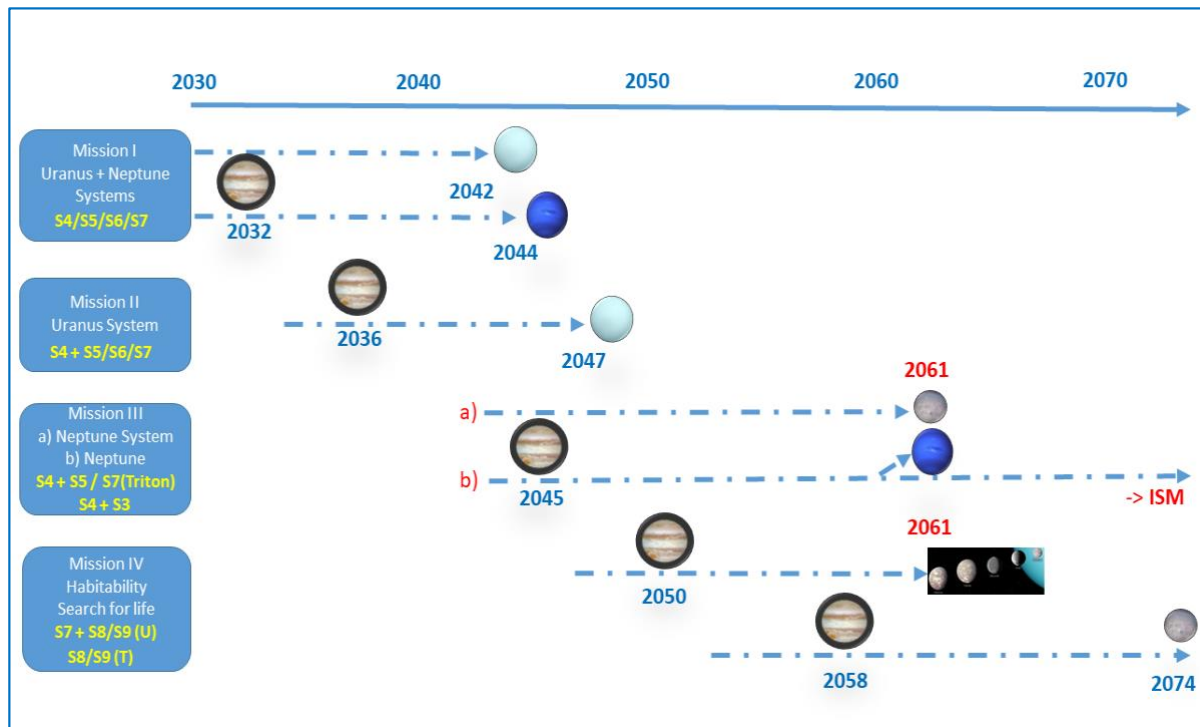 2030
2040
2050
2060
2070
Mission I
Uranus + Neptune
Systems
S4/S5/S6/S7
2042
2032
2044
Mission II
Uranus System
S4 + S5/S6/S7
2036
2047
Mission III
a) Neptune System
b) Neptune
S4 + S5 / S7(Triton)
S4 + S3
a)
2061
b)
2045
-> ISM
Mission IV
Habitability
Search for life
S7 + S8/S9 (U)
S8/S9 (T)
2061
2050
2058
2074